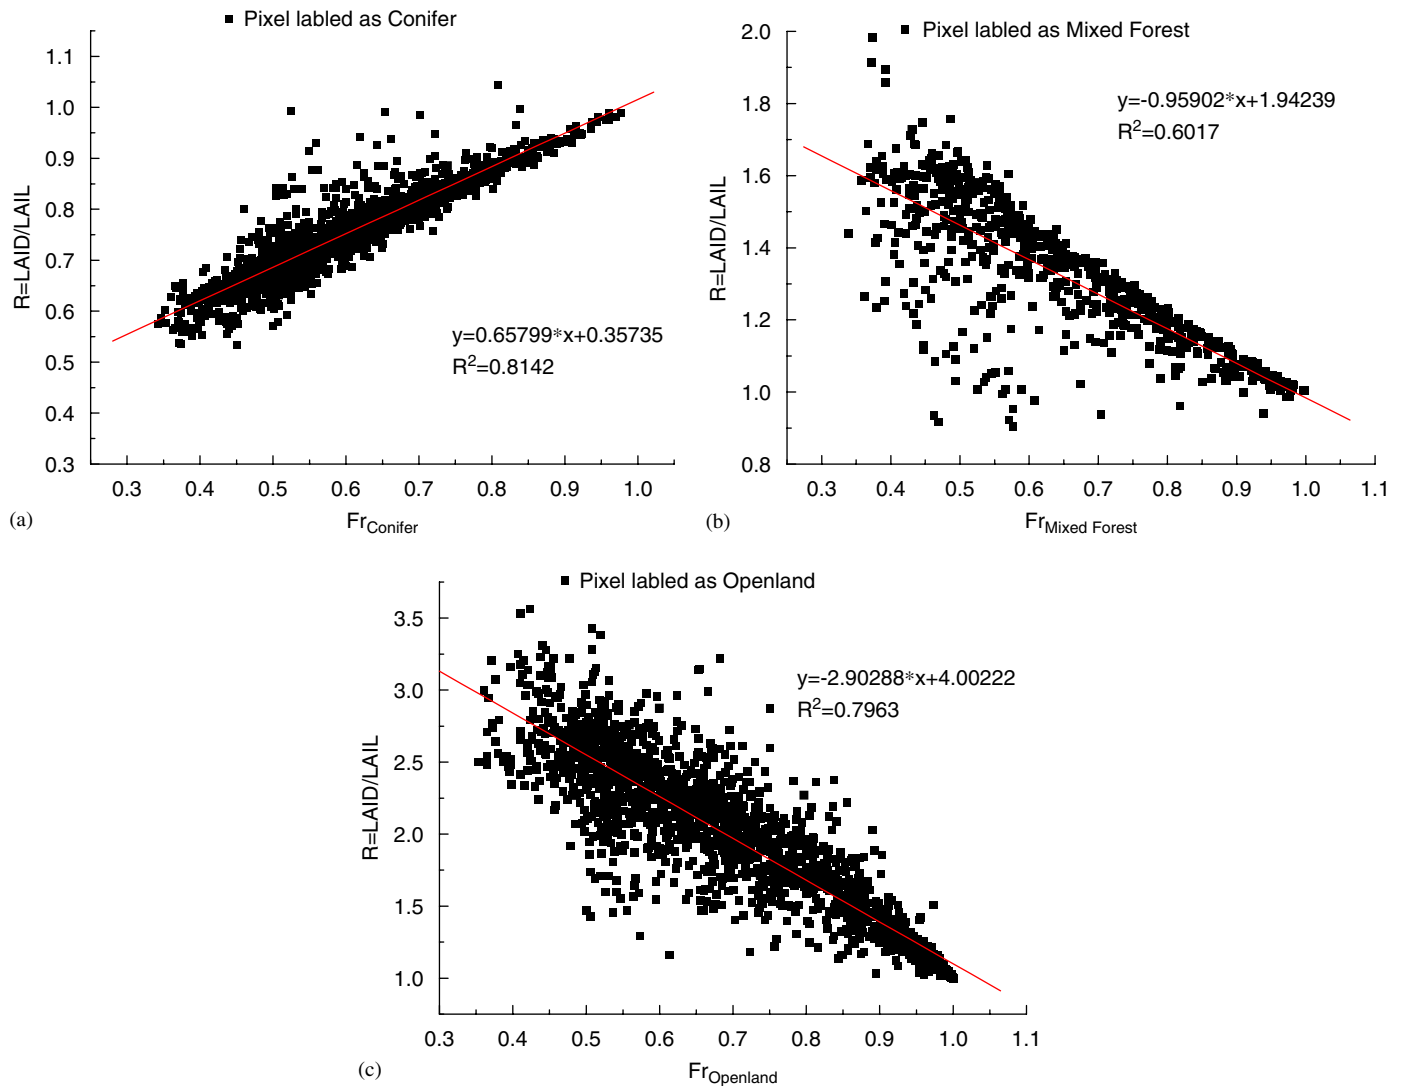 Pixel labled as Conifer
1.1
1.0
0.9
0.8
0.7
0.6
0.5
0.4
0.3
R=LAID/LAIL
y=0.65799*x+0.35735
R2=0.8142
0.3 0.4 0.5 0.6 0.7 0.8 0.9 1.0
FrConifer
(a)
Pixel labled as Mixed Forest
2.0
1.8
1.6
1.4
1.2
1.0
0.8
R=LAID/LAIL
y=-0.95902*x+1.94239
R2=0.6017
0.3 0.4 0.5 0.6 0.7 0.8 0.9 1.0 1.1
FrMixed Forest
(b)
Pixel labled as Openland
3.5
3.0
2.5
2.0
1.5
1.0
R=LAID/LAIL
y=-2.90288*x+4.00222
R2=0.7963
0.3 0.4 0.5 0.6 0.7 0.8 0.9 1.0 1.1
FrOpenland
(c)